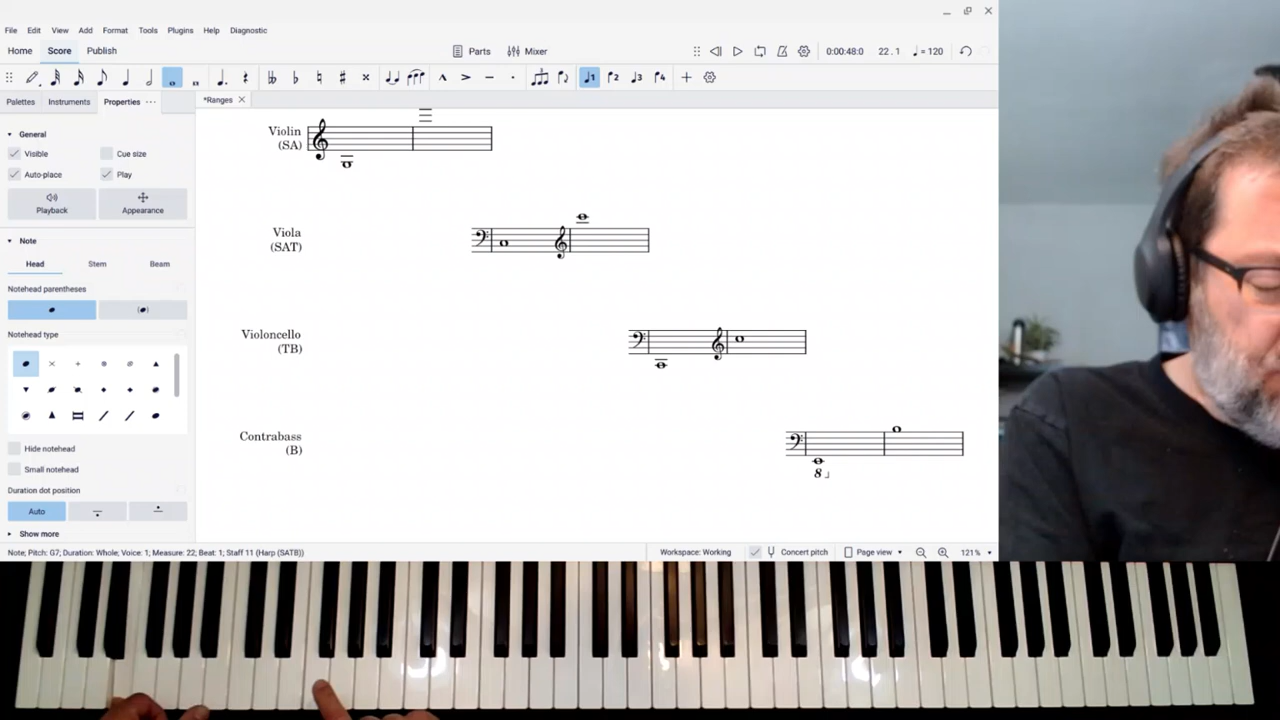 File Edit View Add Format Tools Plugins Help Diagnostic
Home Score Publish Parts Mixer 0:00:48:0 22 . 1 = 120
1 2 3 4
Palettes Instruments Properties
*Ranges
General
Visible Cue size
Auto-place Play
Playback Appearance
Note
Head Stem Beam
Notehead parentheses
Notehead type
Hide notehead
Small notehead
Duration dot position
Auto
Show more
Violin
(SA)
Viola
(SAT)
Violoncello
(TB)
Contrabass
(B)
8
Note; Pitch: G7; Duration: Whole; Voice: 1; Measure: 22; Beat: 1; Staff 11 (Harp (SATB)) Workspace: Working Concert pitch Page view 121%